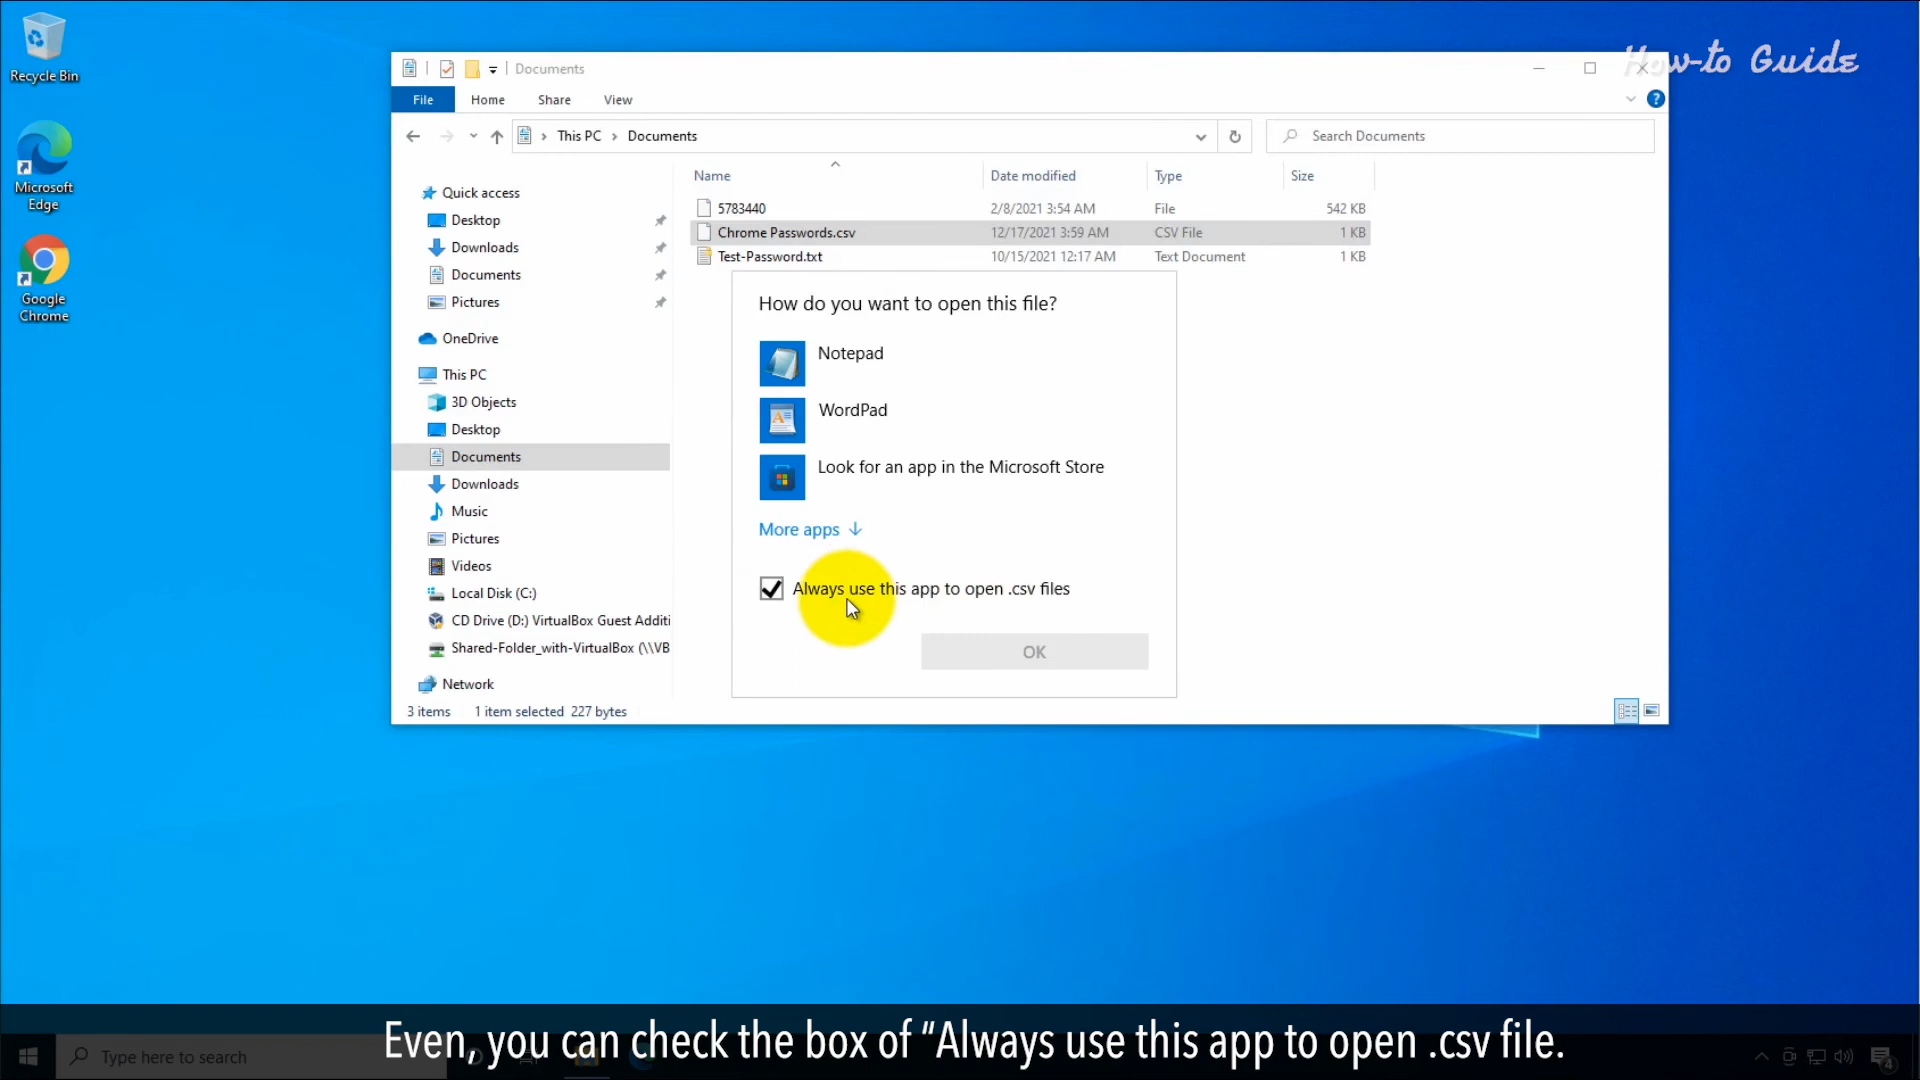 Recycle Bin
Microsoft
Edge
Google
Chrome
Documents
How-to Guide
File
Home
Share
View
This PC
Documents
Search Documents
Name
Date modified
Type
Size
5783440
2/8/2021 3:54 AM
File
542 KB
Chrome Passwords.csv
12/17/2021 3:59 AM
CSV File
1 KB
Test-Password.txt
10/15/2021 12:17 AM
Text Document
1 KB
Quick access
Desktop
Downloads
Documents
Pictures
OneDrive
This PC
3D Objects
Desktop
Documents
Downloads
Music
Pictures
Videos
Local Disk (C:)
CD Drive (D:) VirtualBox Guest Additi
Shared-Folder_with-VirtualBox (\\VB
Network
How do you want to open this file?
Notepad
WordPad
Look for an app in the Microsoft Store
More apps
Always use this app to open .csv files
OK
3 items
1 item selected 227 bytes
Even, you can check the box of “Always use this app to open .csv file.
Type here to search
4